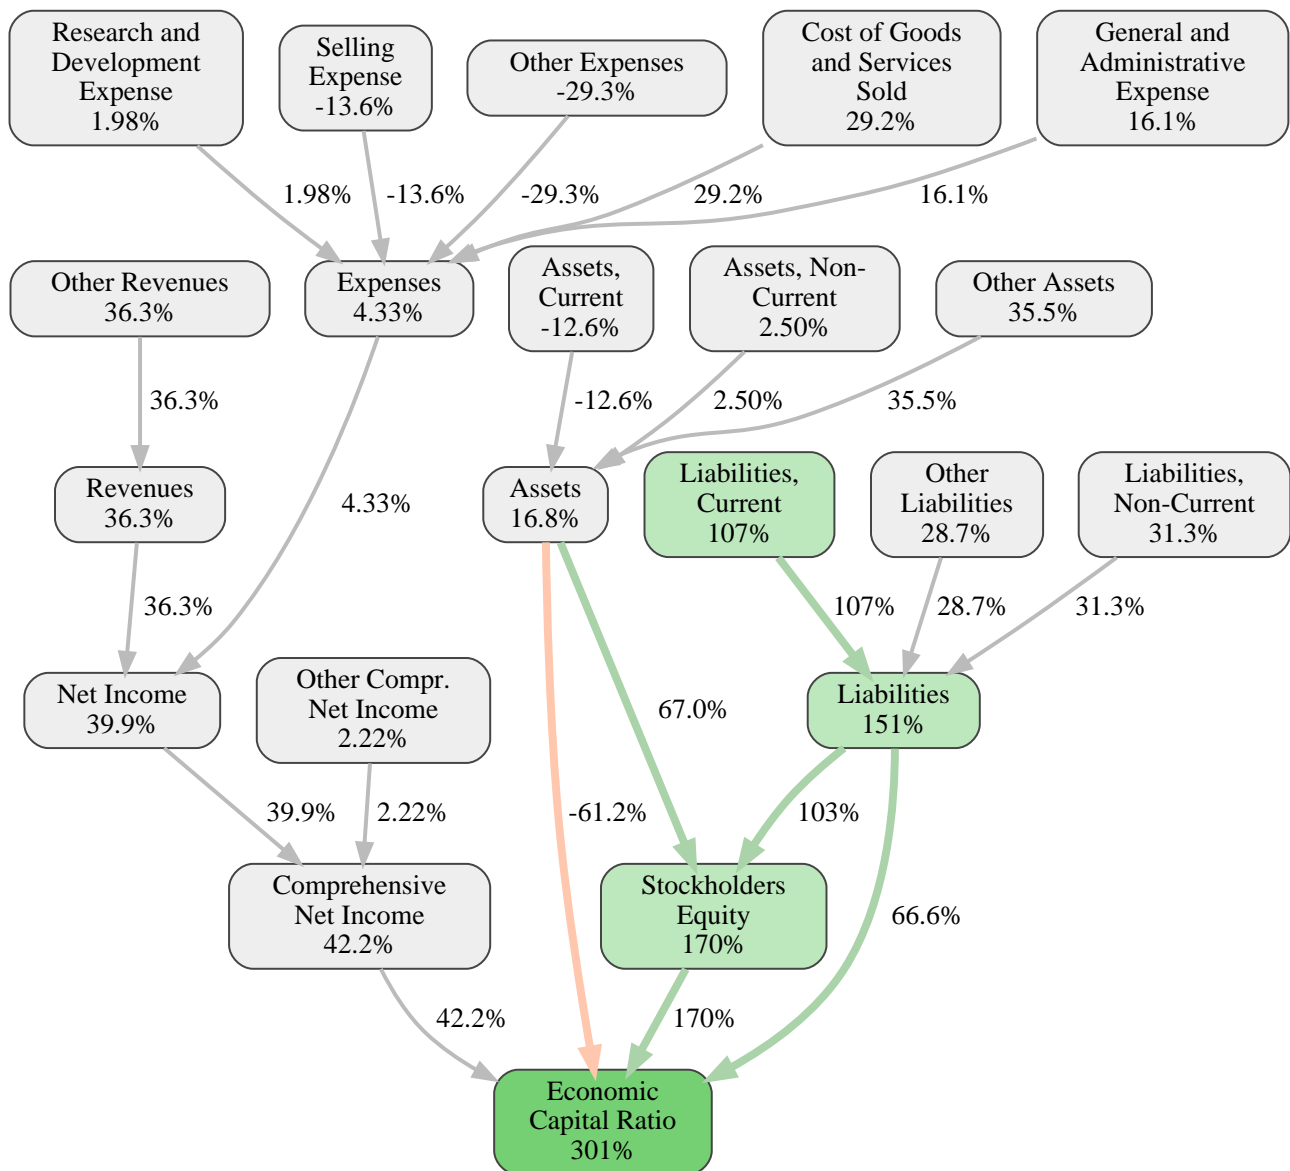 Research and
Development
Expense
1.98%
Selling
Expense
-13.6%
Other Expenses
-29.3%
Cost of Goods
and Services
Sold
29.2%
General and
Administrative
Expense
16.1%
1.98%
-13.6%
-29.3%
29.2%
16.1%
Other Revenues
36.3%
Expenses
4.33%
Assets,
Current
-12.6%
Assets, Non-
Current
2.50%
Other Assets
35.5%
36.3%
-12.6%
2.50%
35.5%
Revenues
36.3%
4.33%
Assets
16.8%
Liabilities,
Current
107%
Other
Liabilities
28.7%
Liabilities,
Non-Current
31.3%
36.3%
107%
28.7%
31.3%
Net Income
39.9%
Other Compr.
Net Income
2.22%
67.0%
Liabilities
151%
39.9%
2.22%
-61.2%
103%
Comprehensive
Net Income
42.2%
Stockholders
Equity
170%
66.6%
42.2%
170%
Economic
Capital Ratio
301%